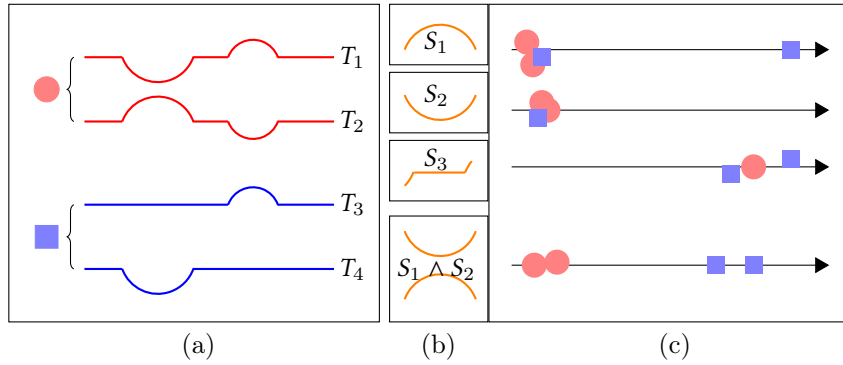 T₁
T₂
T₃
T₄
S₁
S₂
S₃
S₁ ∧ S₂
(a) (b) (c)